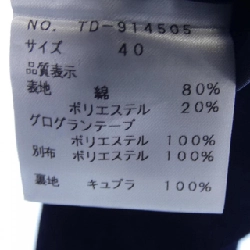 NO. TD-914505
サイズ 40
品質表示
表地 綿 80%
ポリエステル 20%
グログランテープ
ポリエステル 100%
別布 ポリエステル 100%
裏地 キュプラ 100%